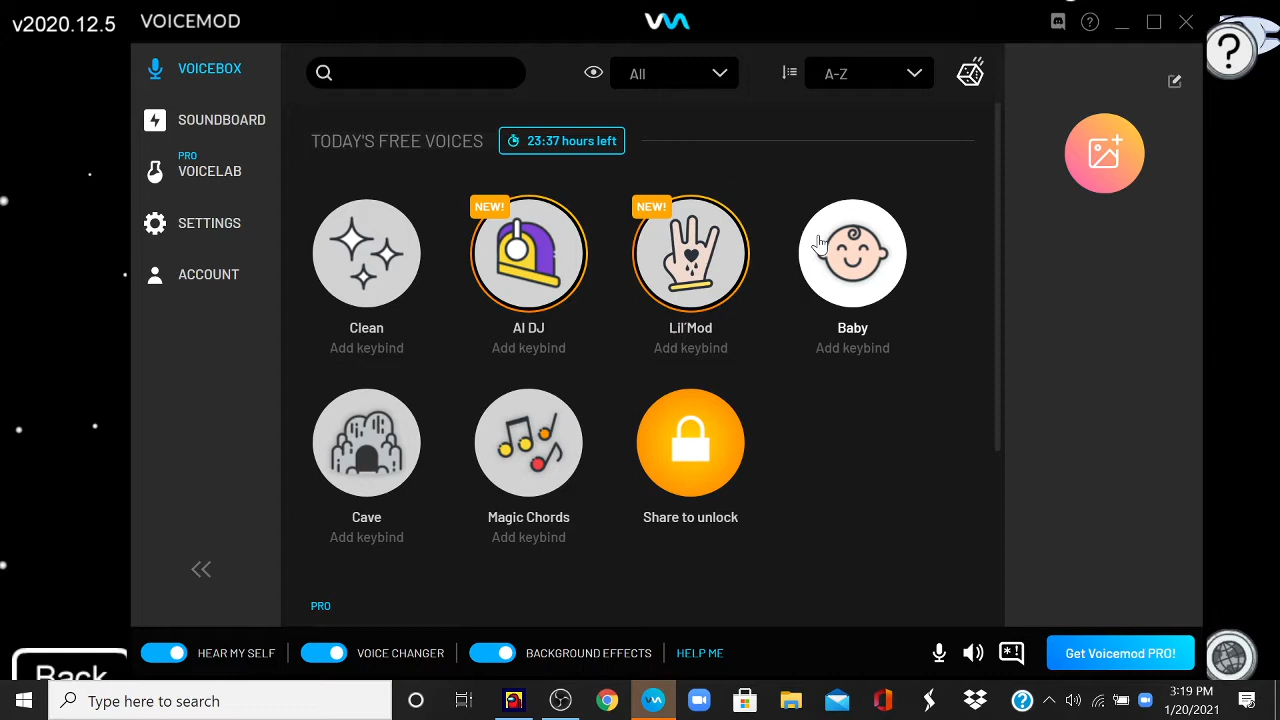 v2020.12.5
VOICEMOD
VOICEBOX
SOUNDBOARD
PRO
VOICELAB
SETTINGS
ACCOUNT
All
A-Z
TODAY'S FREE VOICES
23:37 hours left
NEW!
NEW!
Clean
AI DJ
Lil'Mod
Baby
Add keybind
Add keybind
Add keybind
Add keybind
Cave
Magic Chords
Share to unlock
Add keybind
Add keybind
PRO
HEAR MY SELF
VOICE CHANGER
BACKGROUND EFFECTS
HELP ME
Get Voicemod PRO!
Back
Type here to search
3:19 PM
1/20/2021